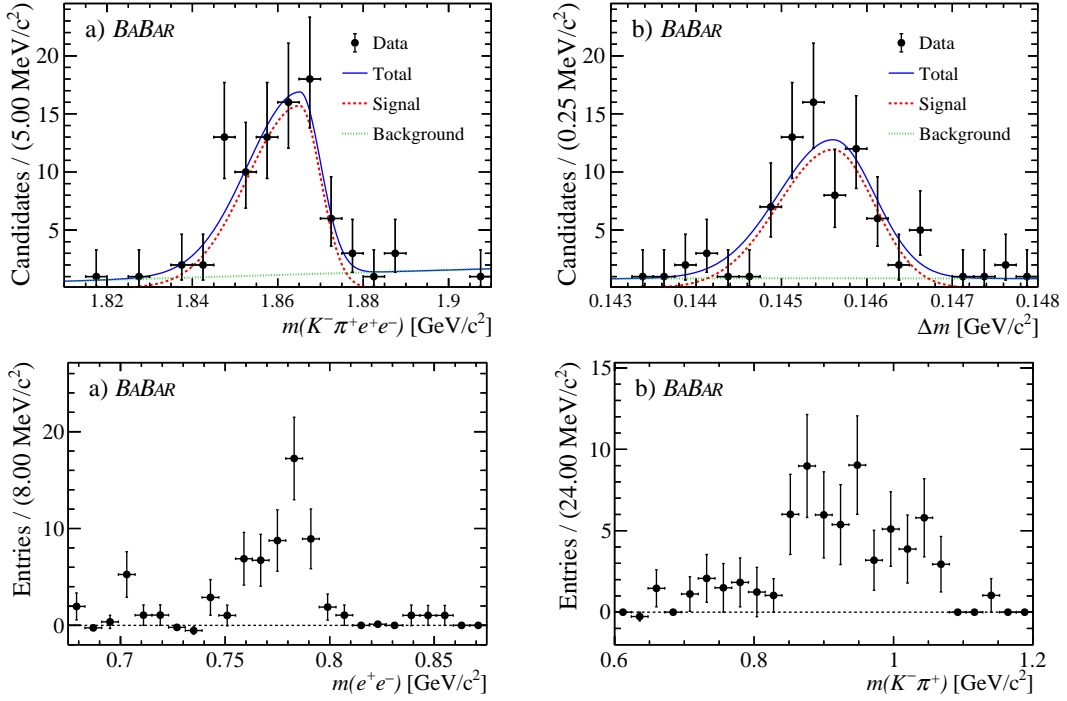 a) BABAR
Data
Total
Signal
Background
Candidates / (5.00 MeV/c²)
0
5
10
15
20
1.82 1.84 1.86 1.88 1.9
m(K⁻π⁺e⁺e⁻) [GeV/c²]
b) BABAR
Data
Total
Signal
Background
Candidates / (0.25 MeV/c²)
0
5
10
15
20
0.143 0.144 0.145 0.146 0.147 0.148
Δm [GeV/c²]
a) BABAR
Entries / (8.00 MeV/c²)
0
10
20
0.7 0.75 0.8 0.85
m(e⁺e⁻) [GeV/c²]
b) BABAR
Entries / (24.00 MeV/c²)
0
5
10
15
0.6 0.8 1 1.2
m(K⁻π⁺) [GeV/c²]